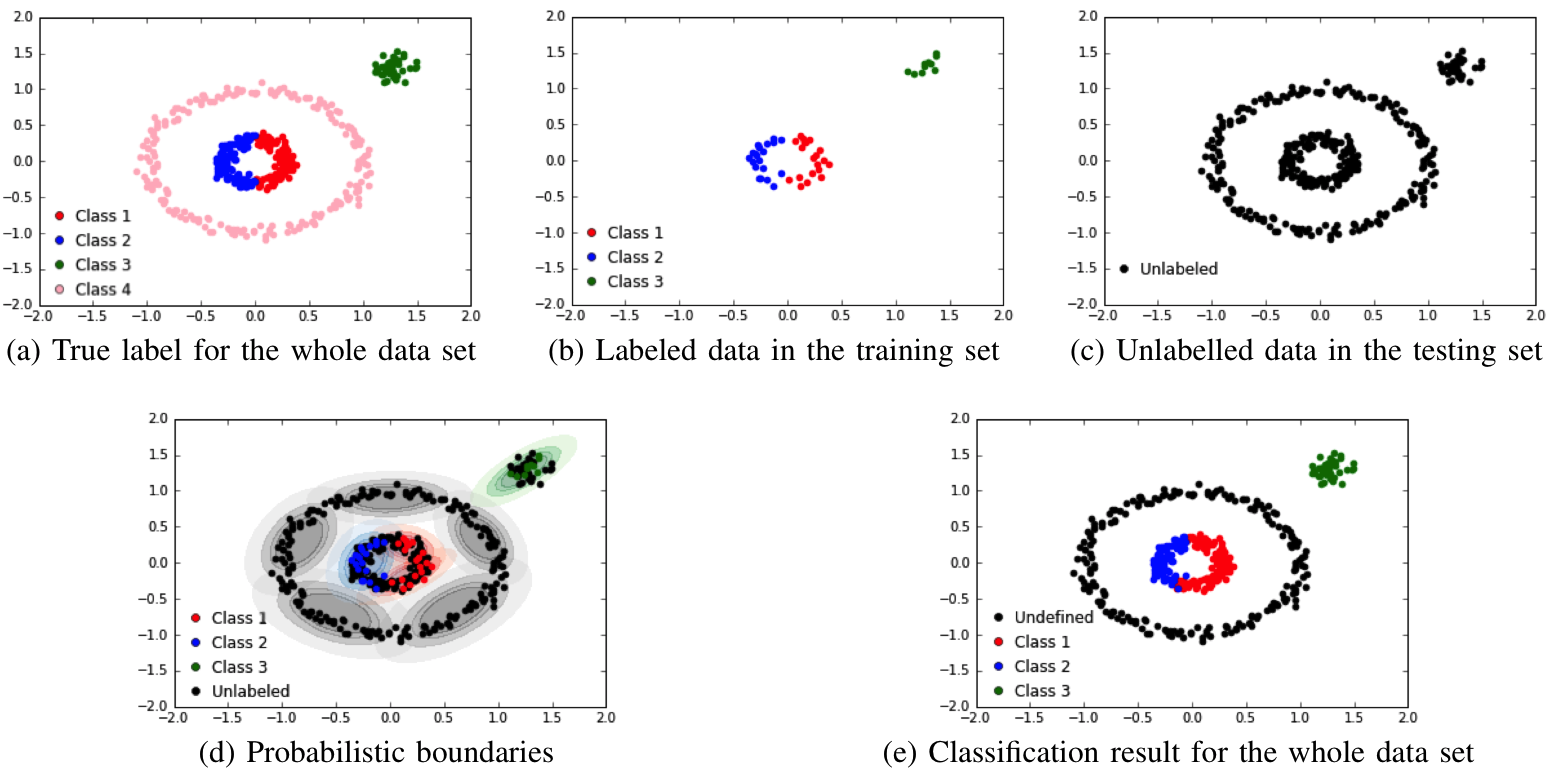 2.0
1.5
1.0
0.5
0.0
−0.5
−1.0
−1.5
−2.0
−2.0 −1.5 −1.0 −0.5 0.0 0.5 1.0 1.5 2.0
Class 1
Class 2
Class 3
Class 4
(a) True label for the whole data set
2.0
1.5
1.0
0.5
0.0
−0.5
−1.0
−1.5
−2.0
−2.0 −1.5 −1.0 −0.5 0.0 0.5 1.0 1.5 2.0
Class 1
Class 2
Class 3
(b) Labeled data in the training set
2.0
1.5
1.0
0.5
0.0
−0.5
−1.0
−1.5
−2.0
−2.0 −1.5 −1.0 −0.5 0.0 0.5 1.0 1.5 2.0
Unlabeled
(c) Unlabelled data in the testing set
2.0
1.5
1.0
0.5
0.0
−0.5
−1.0
−1.5
−2.0
−2.0 −1.5 −1.0 −0.5 0.0 0.5 1.0 1.5 2.0
Class 1
Class 2
Class 3
Unlabeled
(d) Probabilistic boundaries
2.0
1.5
1.0
0.5
0.0
−0.5
−1.0
−1.5
−2.0
−2.0 −1.5 −1.0 −0.5 0.0 0.5 1.0 1.5 2.0
Undefined
Class 1
Class 2
Class 3
(e) Classification result for the whole data set